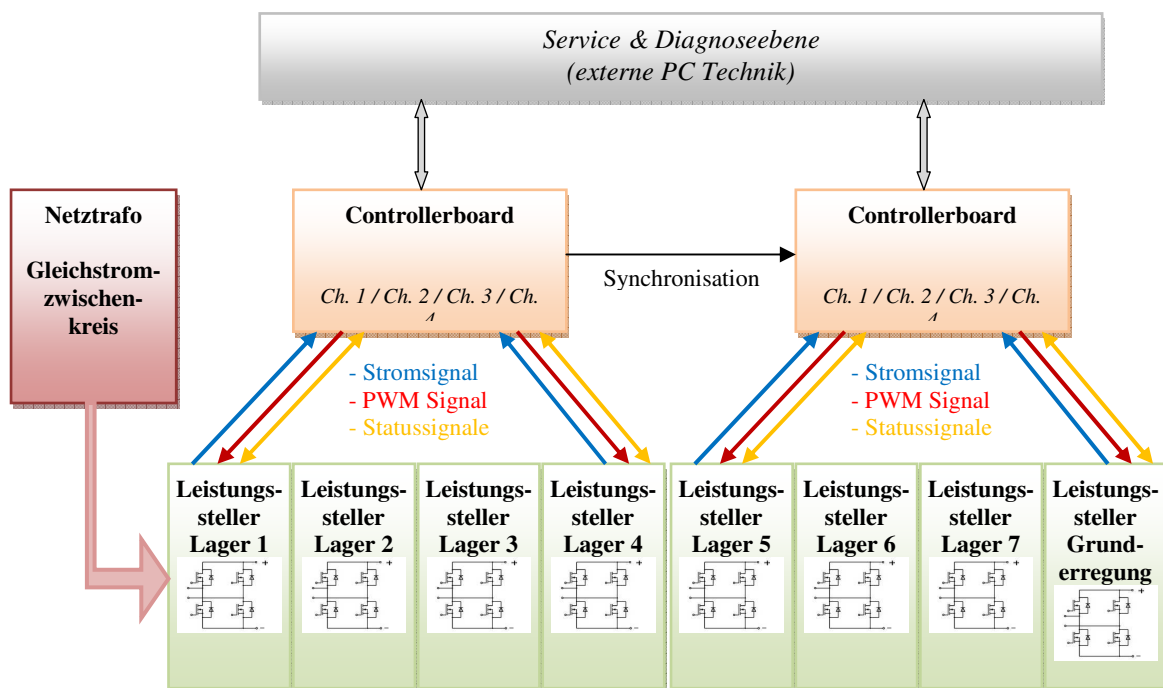 Service & Diagnoseebene
(externe PC Technik)
Netztrafo
Gleichstrom-
zwischen-
kreis
Controllerboard
Ch. 1 / Ch. 2 / Ch. 3 / Ch.
Synchronisation
Controllerboard
Ch. 1 / Ch. 2 / Ch. 3 / Ch.
- Stromsignal
- PWM Signal
- Statussignale
- Stromsignal
- PWM Signal
- Statussignale
Leistungs-
steller
Lager 1
Leistungs-
steller
Lager 2
Leistungs-
steller
Lager 3
Leistungs-
steller
Lager 4
Leistungs-
steller
Lager 5
Leistungs-
steller
Lager 6
Leistungs-
steller
Lager 7
Leistungs-
steller
Grund-
erregung